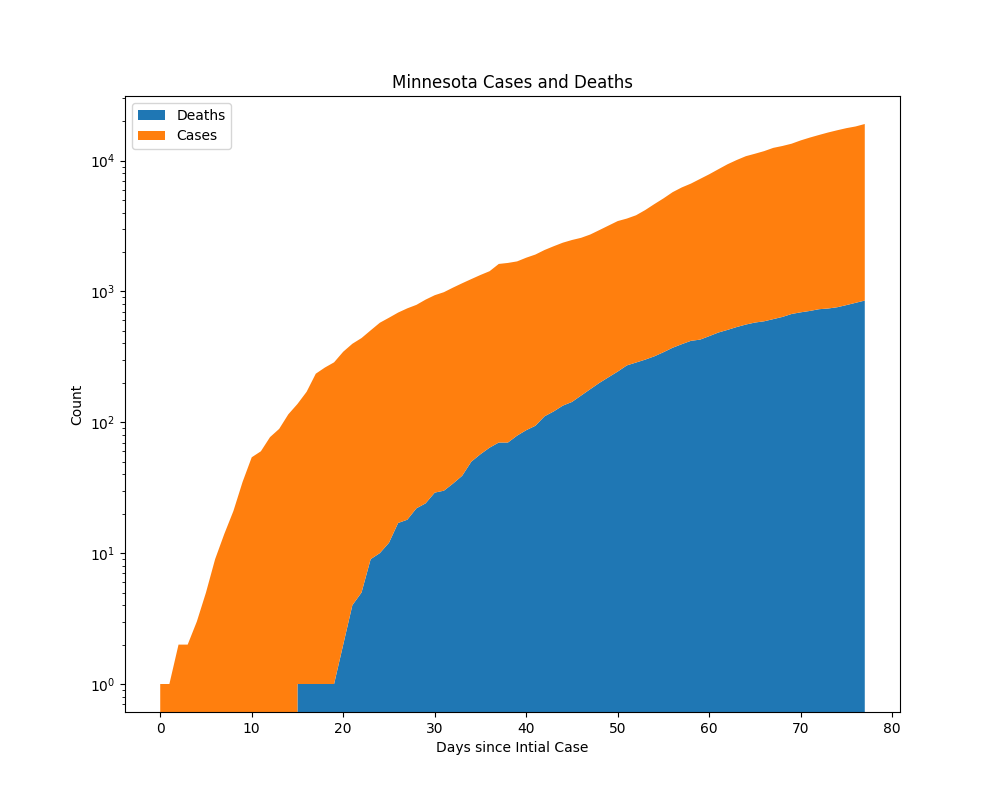 Minnesota Cases and Deaths
Deaths
Cases
10^4
10^3
10^2
10^1
10^0
Count
0 10 20 30 40 50 60 70 80
Days since Intial Case